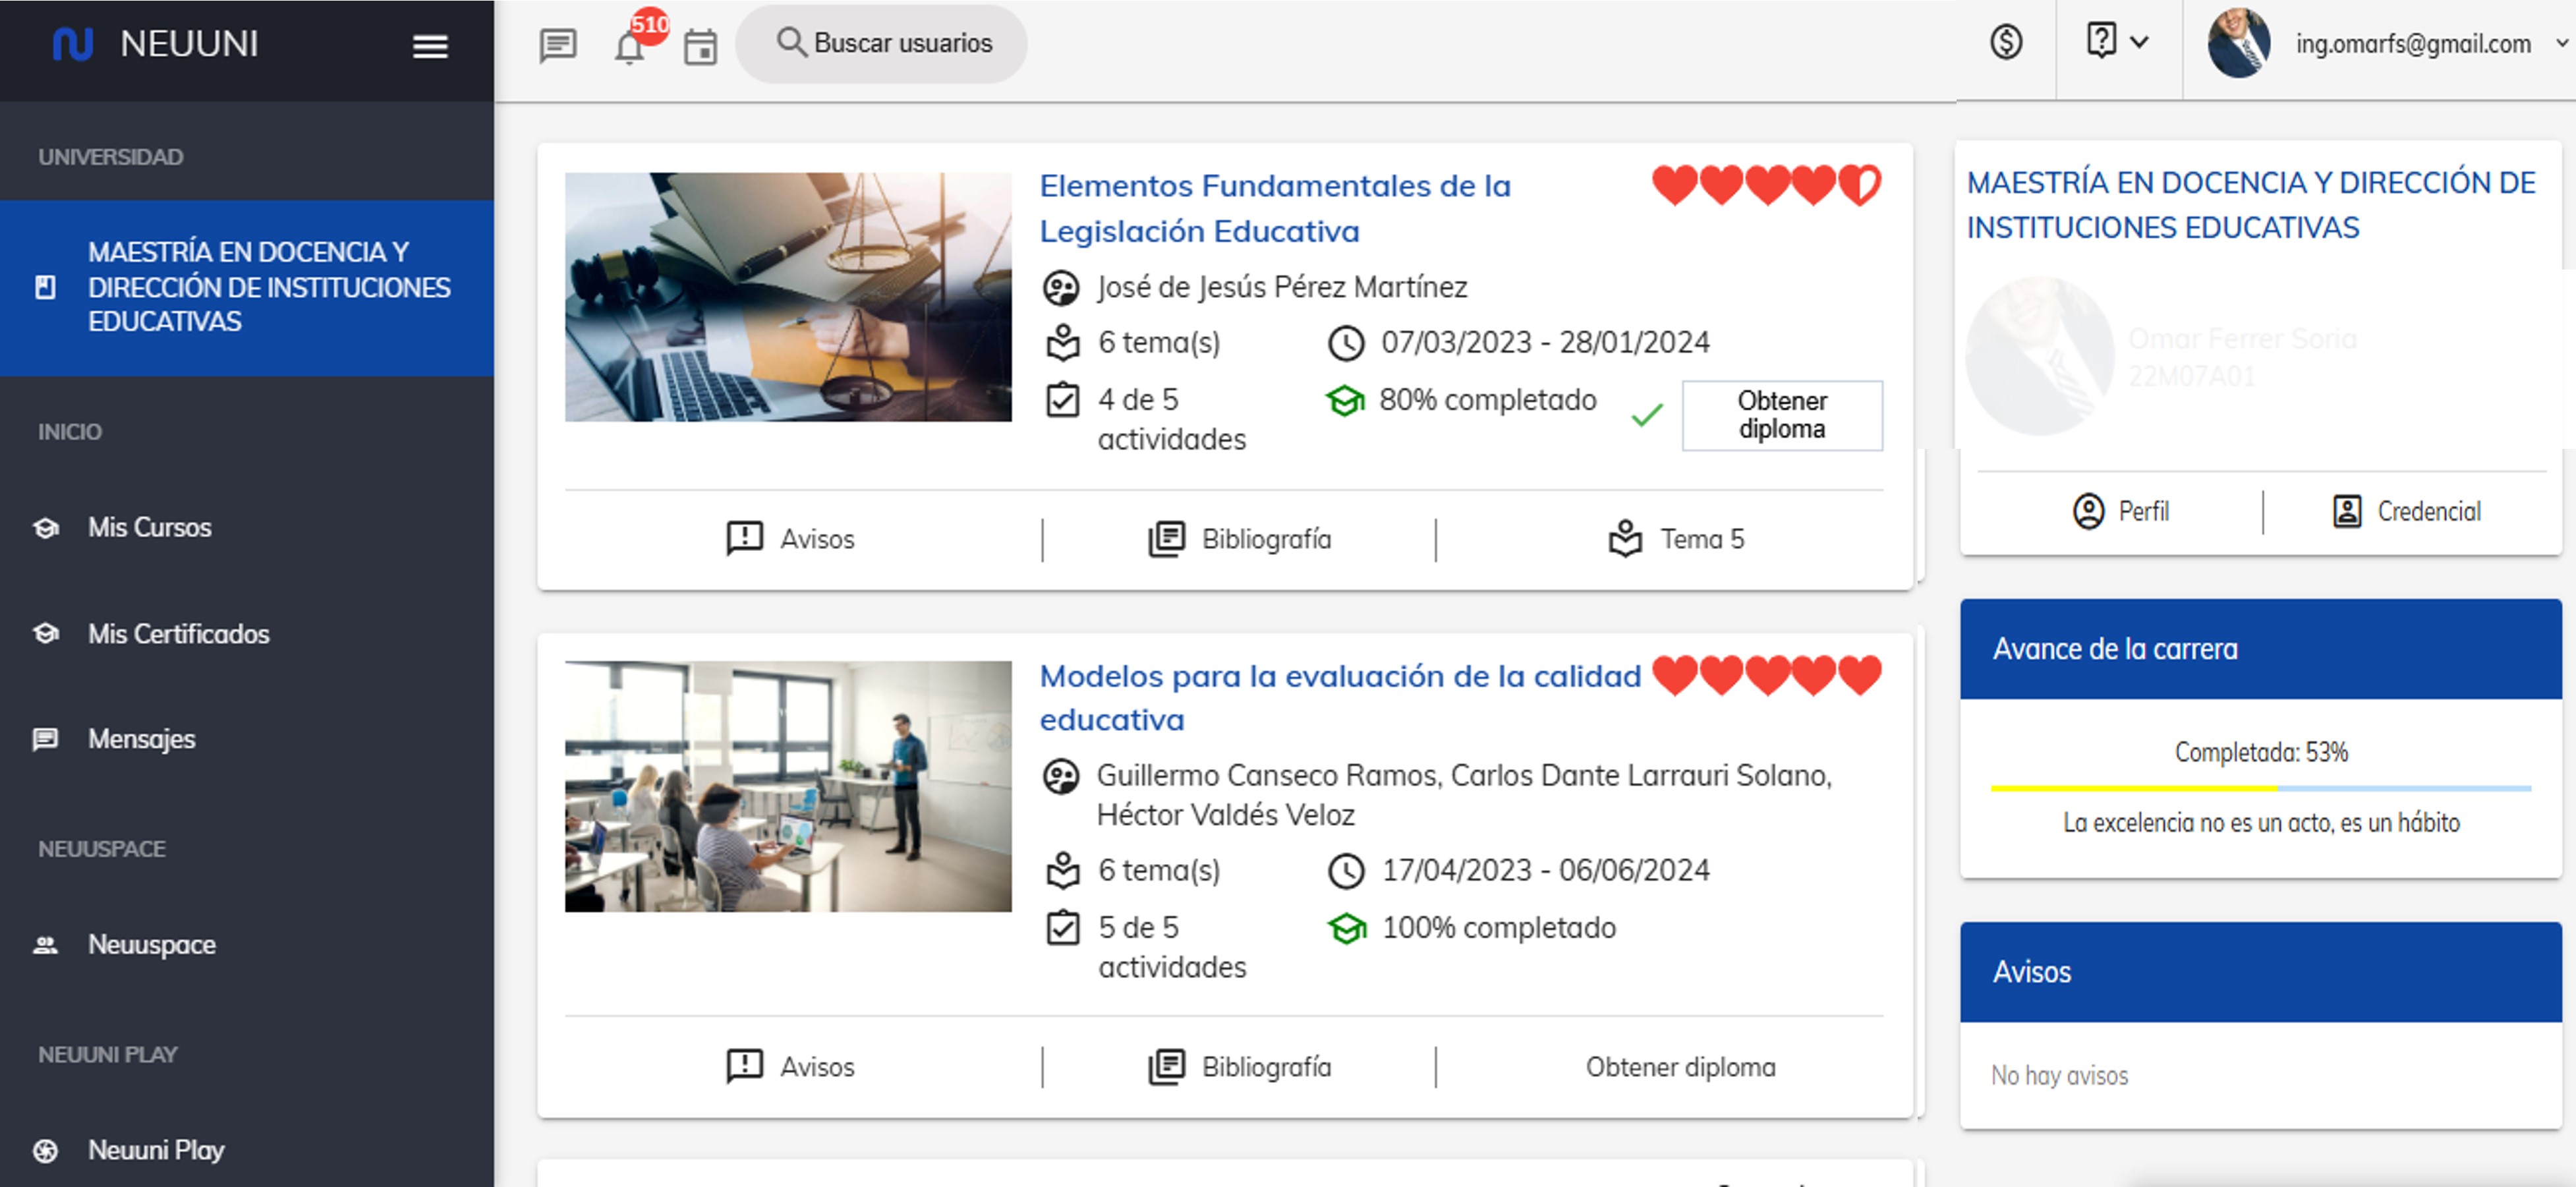 NEUUNI
510
Buscar usuarios
ing.omarfs@gmail.com
UNIVERSIDAD
MAESTRÍA EN DOCENCIA Y
DIRECCIÓN DE INSTITUCIONES
EDUCATIVAS
INICIO
Mis Cursos
Mis Certificados
Mensajes
NEUUSPACE
Neuuspace
NEUUNI PLAY
Neuuni Play
Elementos Fundamentales de la
Legislación Educativa
José de Jesús Pérez Martínez
6 tema(s)
07/03/2023 - 28/01/2024
4 de 5
actividades
80% completado
Obtener
diploma
Avisos
Bibliografía
Tema 5
Modelos para la evaluación de la calidad
educativa
Guillermo Canseco Ramos, Carlos Dante Larrauri Solano,
Héctor Valdés Veloz
6 tema(s)
17/04/2023 - 06/06/2024
5 de 5
actividades
100% completado
Avisos
Bibliografía
Obtener diploma
MAESTRÍA EN DOCENCIA Y DIRECCIÓN DE
INSTITUCIONES EDUCATIVAS
Omar Ferrer Soria
22M07A01
Perfil
Credencial
Avance de la carrera
Completada: 53%
La excelencia no es un acto, es un hábito
Avisos
No hay avisos